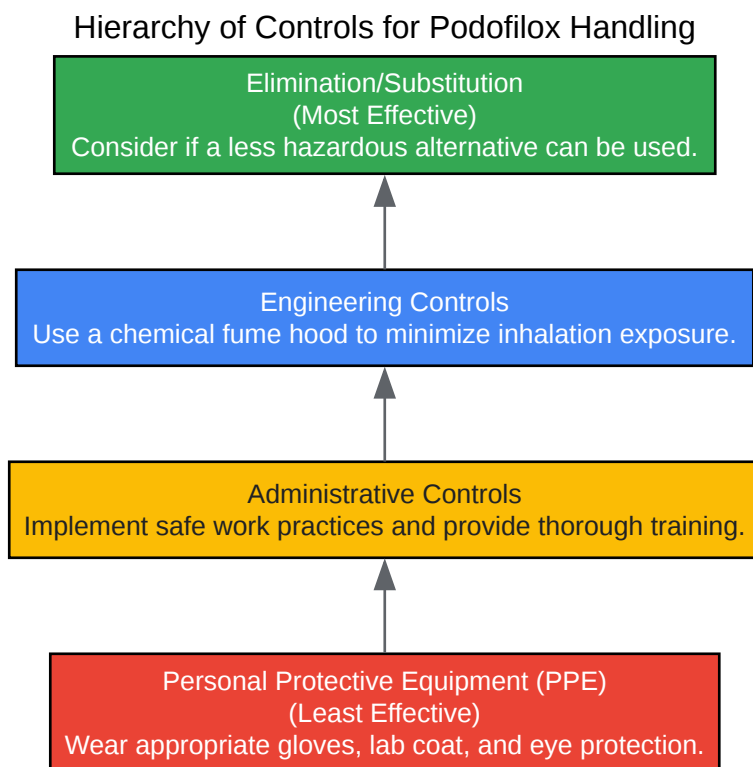 Hierarchy of Controls for Podofilox Handling
Elimination/Substitution
(Most Effective)
Consider if a less hazardous alternative can be used.
Engineering Controls
Use a chemical fume hood to minimize inhalation exposure.
Administrative Controls
Implement safe work practices and provide thorough training.
Personal Protective Equipment (PPE)
(Least Effective)
Wear appropriate gloves, lab coat, and eye protection.